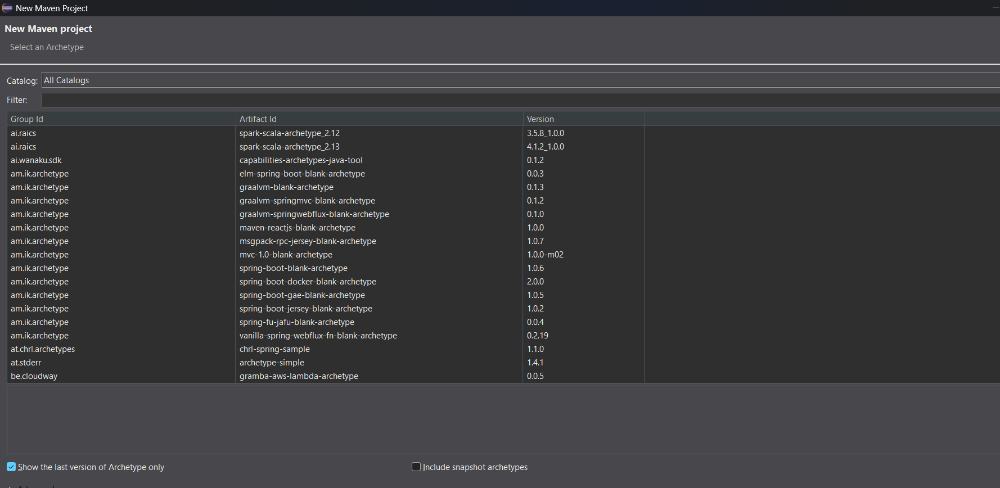 New Maven Project
New Maven project
Select an Archetype
Catalog: All Catalogs
Filter:
Group Id Artifact Id Version
ai.raics spark-scala-archetype_2.12 3.5.8_1.0.0
ai.raics spark-scala-archetype_2.13 4.1.2_1.0.0
ai.wanaku.sdk capabilities-archetypes-java-tool 0.1.2
am.ik.archetype elm-spring-boot-blank-archetype 0.0.3
am.ik.archetype graalvm-blank-archetype 0.1.3
am.ik.archetype graalvm-springmvc-blank-archetype 0.1.2
am.ik.archetype graalvm-springwebflux-blank-archetype 0.1.0
am.ik.archetype maven-reactjs-blank-archetype 1.0.0
am.ik.archetype msgpack-rpc-jersey-blank-archetype 1.0.7
am.ik.archetype mvc-1.0-blank-archetype 1.0.0-m02
am.ik.archetype spring-boot-blank-archetype 1.0.6
am.ik.archetype spring-boot-docker-blank-archetype 2.0.0
am.ik.archetype spring-boot-gae-blank-archetype 1.0.5
am.ik.archetype spring-boot-jersey-blank-archetype 1.0.2
am.ik.archetype spring-fu-jafu-blank-archetype 0.0.4
am.ik.archetype vanilla-spring-webflux-fn-blank-archetype 0.2.19
at.chrl.archetypes chrl-spring-sample 1.1.0
at.stderr archetype-simple 1.4.1
be.cloudway gramba-aws-lambda-archetype 0.0.5
Show the last version of Archetype only Include snapshot archetypes